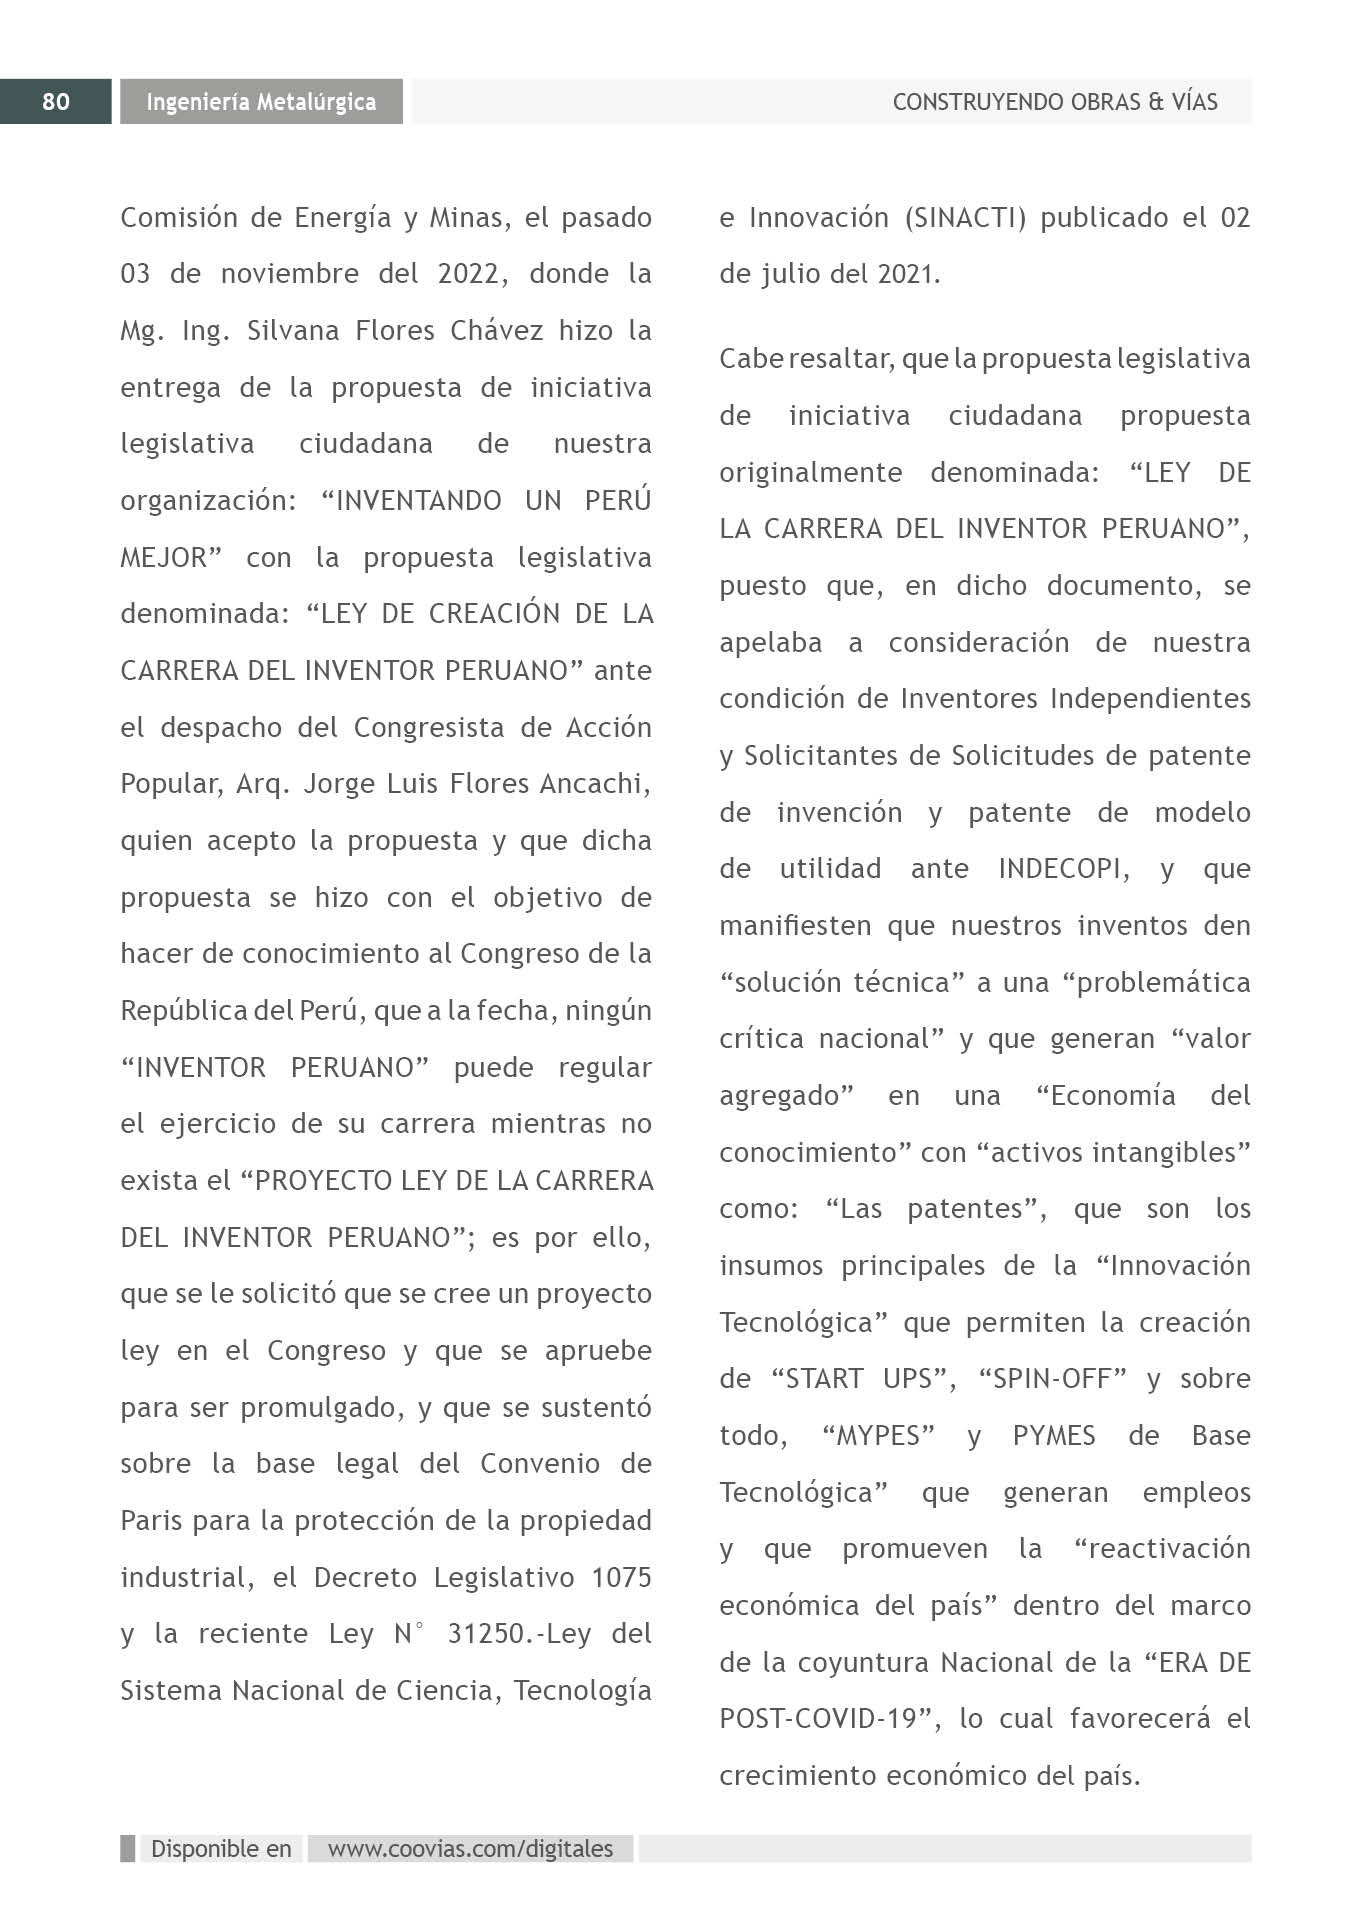 80
Ingeniería Metalúrgica
CONSTRUYENDO OBRAS & VÍAS
Comisión de Energía y Minas, el pasado
03 de noviembre del 2022, donde la
Mg. Ing. Silvana Flores Chávez hizo la
entrega de la propuesta de iniciativa
legislativa ciudadana de nuestra
organización: “INVENTANDO UN PERÚ
MEJOR” con la propuesta legislativa
denominada: “LEY DE CREACIÓN DE LA
CARRERA DEL INVENTOR PERUANO” ante
el despacho del Congresista de Acción
Popular, Arq. Jorge Luis Flores Ancachi,
quien acepto la propuesta y que dicha
propuesta se hizo con el objetivo de
hacer de conocimiento al Congreso de la
República del Perú, que a la fecha, ningún
“INVENTOR PERUANO” puede regular
el ejercicio de su carrera mientras no
exista el “PROYECTO LEY DE LA CARRERA
DEL INVENTOR PERUANO”; es por ello,
que se le solicitó que se cree un proyecto
ley en el Congreso y que se apruebe
para ser promulgado, y que se sustentó
sobre la base legal del Convenio de
Paris para la protección de la propiedad
industrial, el Decreto Legislativo 1075
y la reciente Ley N° 31250.-Ley del
Sistema Nacional de Ciencia, Tecnología
e Innovación (SINACTI) publicado el 02
de julio del 2021.
Cabe resaltar, que la propuesta legislativa
de iniciativa ciudadana propuesta
originalmente denominada: “LEY DE
LA CARRERA DEL INVENTOR PERUANO”,
puesto que, en dicho documento, se
apelaba a consideración de nuestra
condición de Inventores Independientes
y Solicitantes de Solicitudes de patente
de invención y patente de modelo
de utilidad ante INDECOPI, y que
manifiesten que nuestros inventos den
“solución técnica” a una “problemática
crítica nacional” y que generan “valor
agregado” en una “Economía del
conocimiento” con “activos intangibles”
como: “Las patentes”, que son los
insumos principales de la “Innovación
Tecnológica” que permiten la creación
de “START UPS”, “SPIN-OFF” y sobre
todo, “MYPES” y PYMES de Base
Tecnológica” que generan empleos
y que promueven la “reactivación
económica del país” dentro del marco
de la coyuntura Nacional de la “ERA DE
POST-COVID-19”, lo cual favorecerá el
crecimiento económico del país.
Disponible en
www.coovias.com/digitales